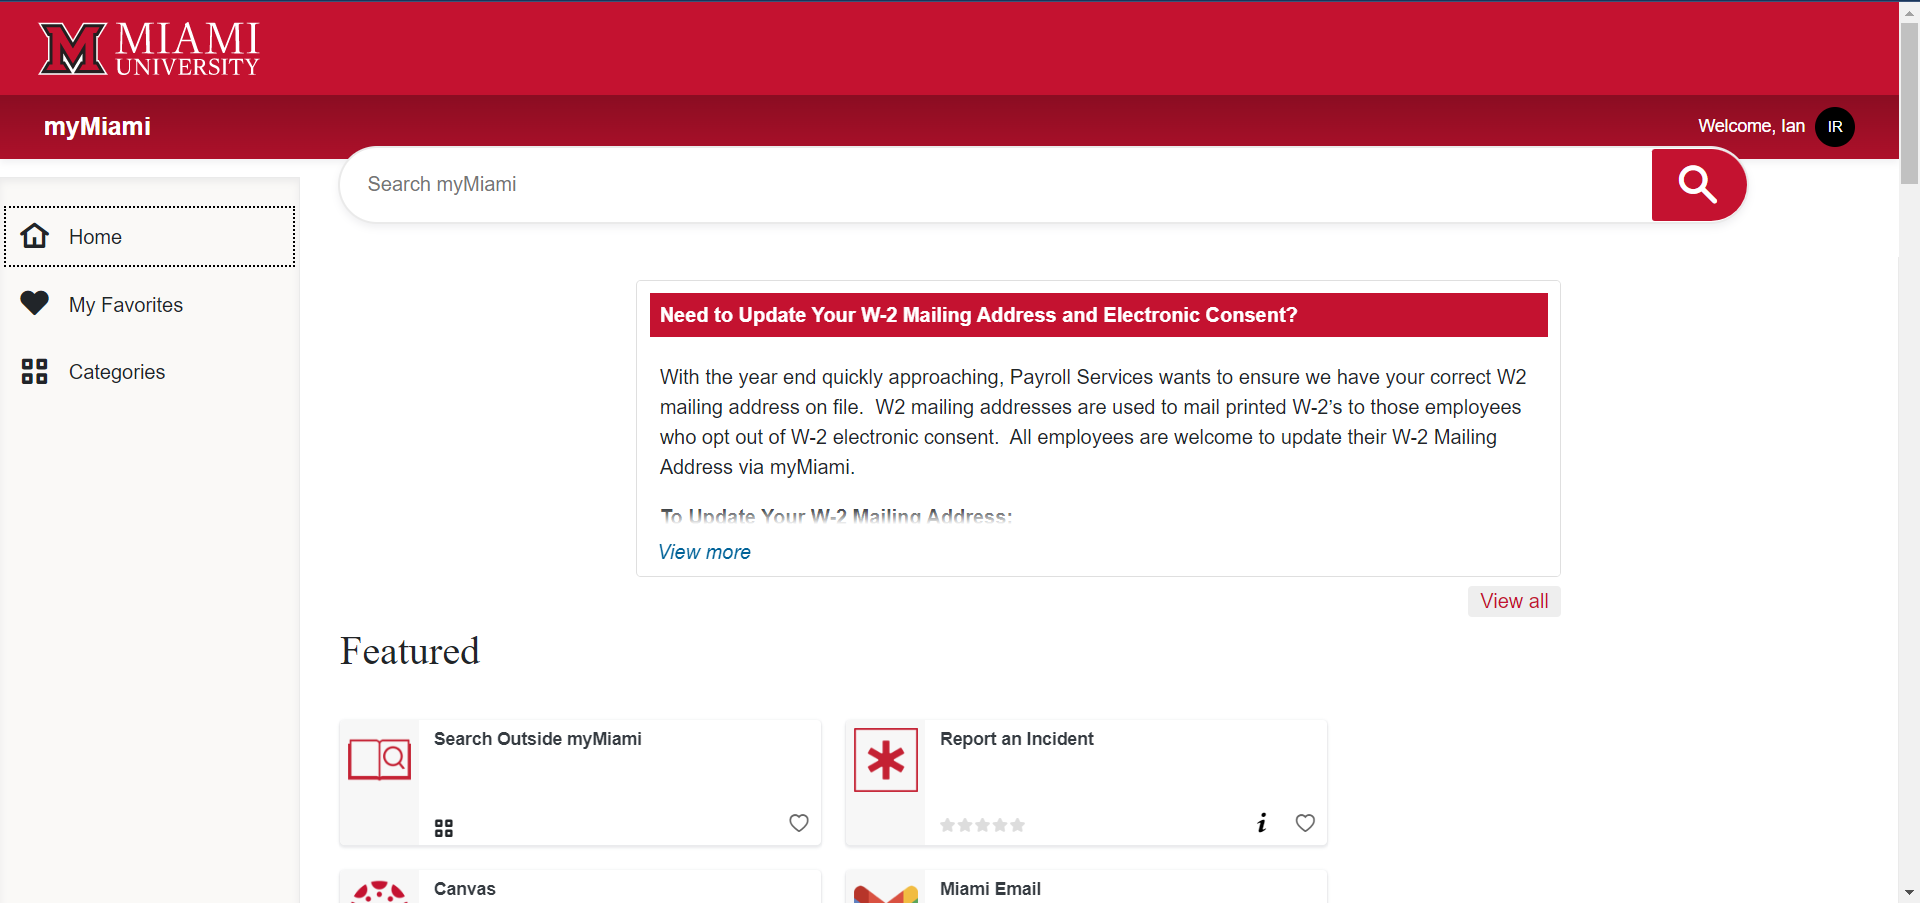 MIAMI
UNIVERSITY
myMiami
Welcome, Ian
IR
Search myMiami
Home
My Favorites
Categories
Need to Update Your W-2 Mailing Address and Electronic Consent?
With the year end quickly approaching, Payroll Services wants to ensure we have your correct W2
mailing address on file.  W2 mailing addresses are used to mail printed W-2’s to those employees
who opt out of W-2 electronic consent.  All employees are welcome to update their W-2 Mailing
Address via myMiami.
To Update Your W-2 Mailing Address:
View more
View all
Featured
Search Outside myMiami
Report an Incident
i
Canvas
Miami Email